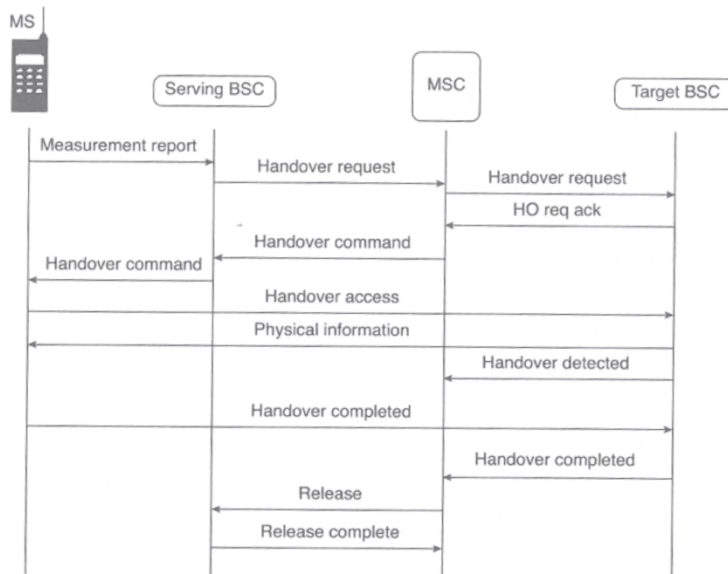 MS
Serving BSC
MSC
Target BSC
Measurement report
Handover request
Handover request
HO req ack
Handover command
Handover command
Handover access
Physical information
Handover detected
Handover completed
Handover completed
Release
Release complete